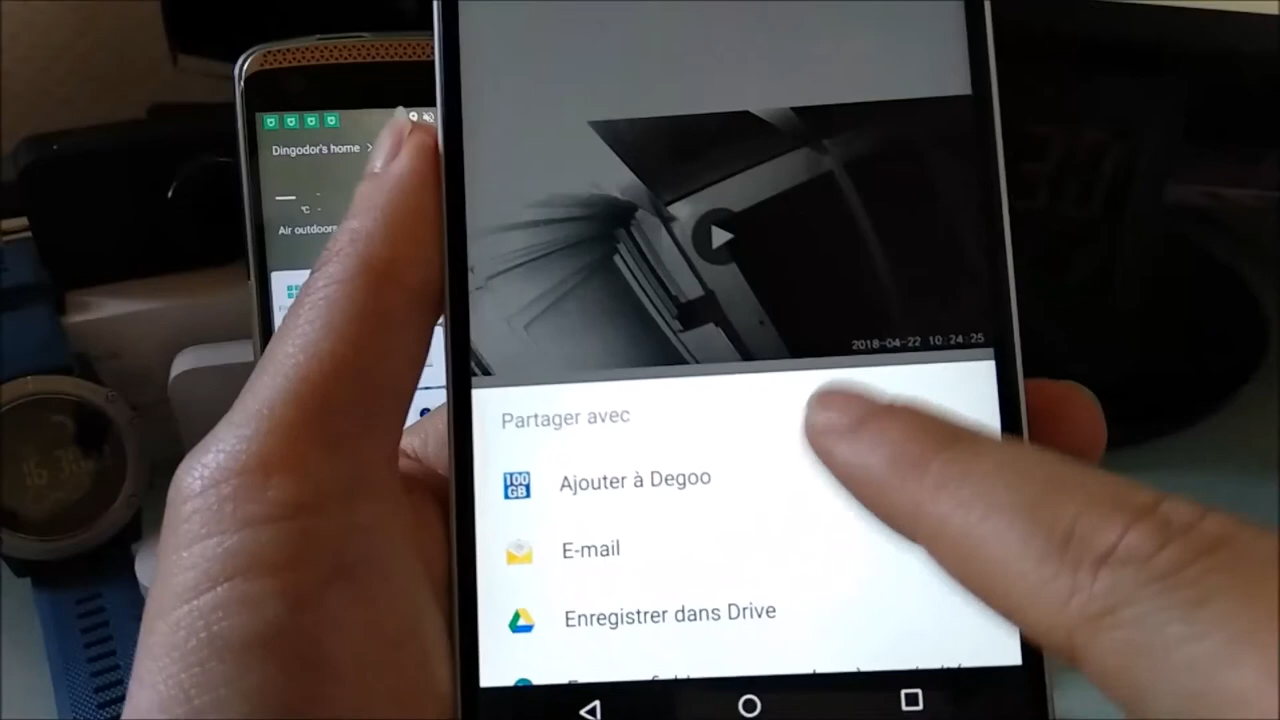 Dingodor's home
°C
Air outdoors
2018-04-22 10:24:25
Partager avec
100
GB
Ajouter à Degoo
E-mail
Enregistrer dans Drive